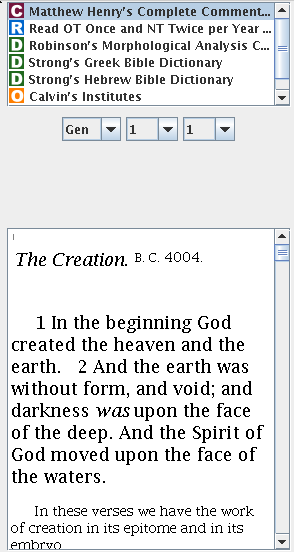 C Matthew Henry's Complete Comment...
R Read OT Once and NT Twice per Year ...
D Robinson's Morphological Analysis C...
D Strong's Greek Bible Dictionary
D Strong's Hebrew Bible Dictionary
O Calvin's Institutes
Gen 1 1
The Creation. B. C. 4004.
1 In the beginning God
created the heaven and the
earth. 2 And the earth was
without form, and void; and
darkness was upon the face
of the deep. And the Spirit of
God moved upon the face of
the waters.
In these verses we have the work
of creation in its epitome and in its
embryo